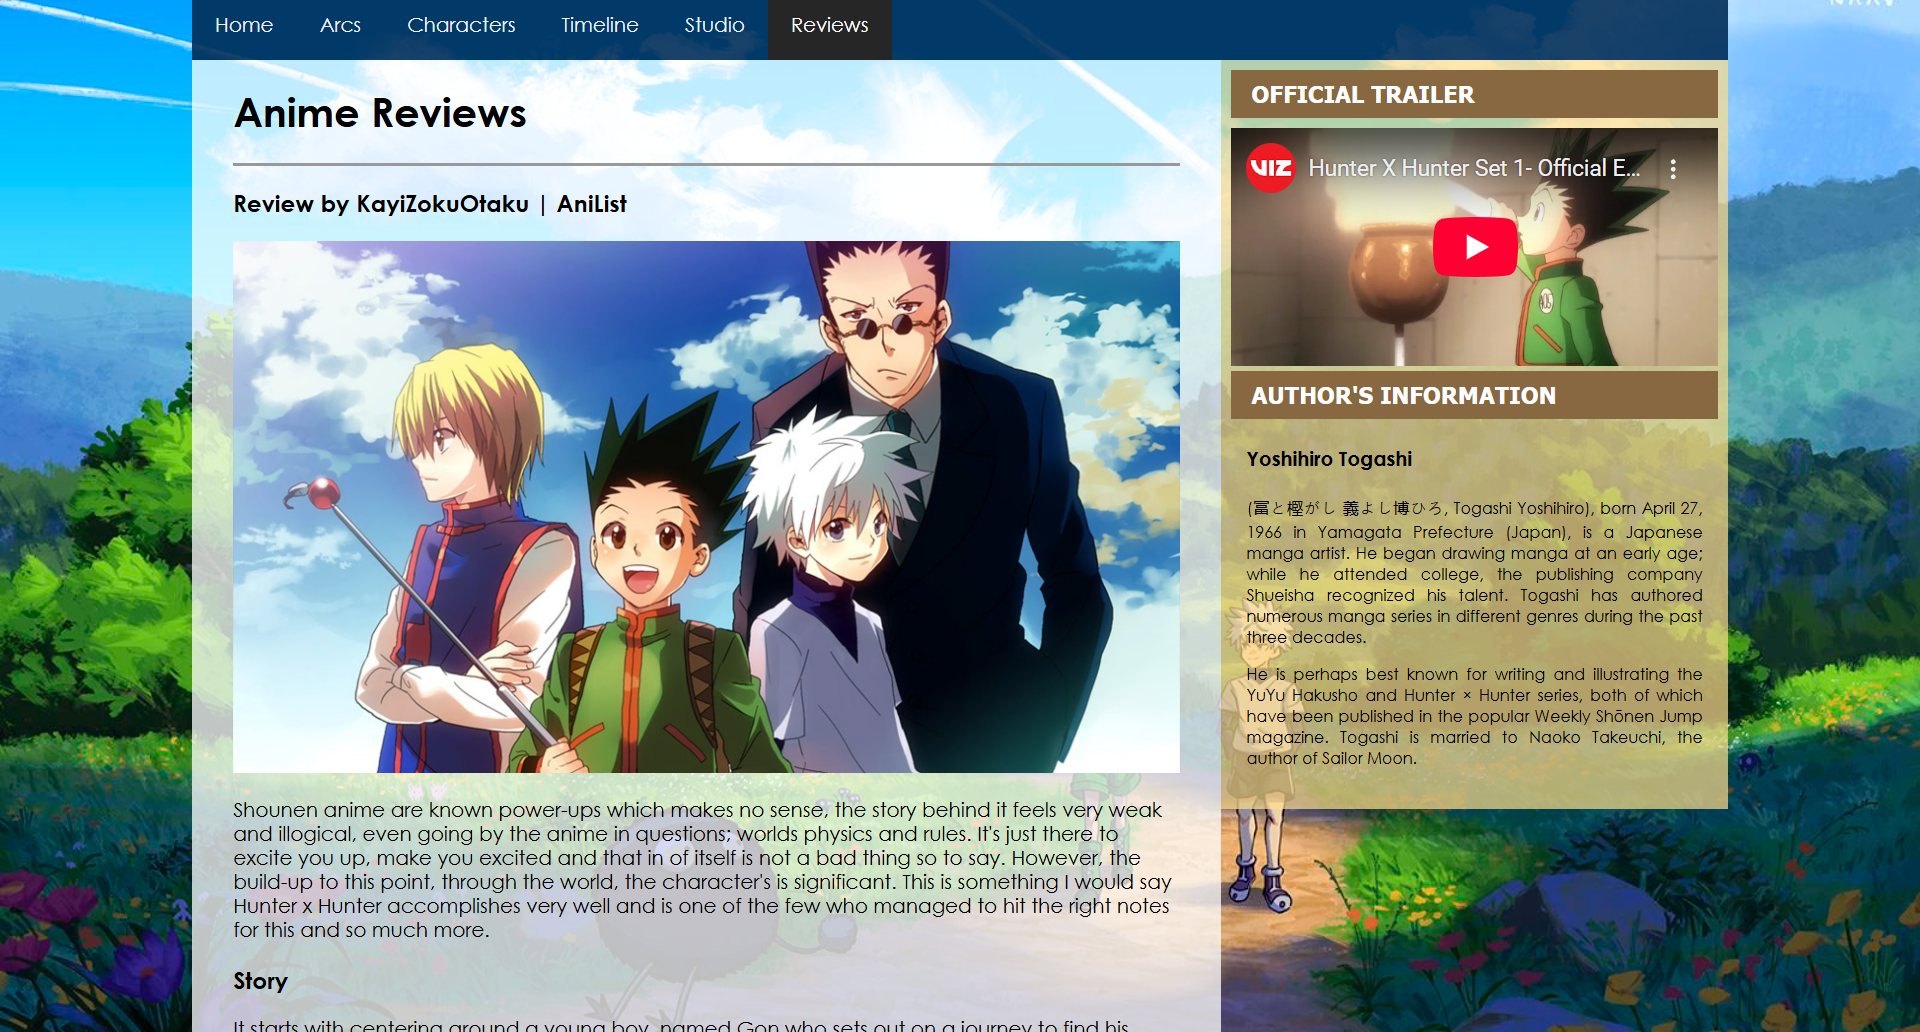 Home Arcs Characters Timeline Studio Reviews
Anime Reviews
Review by KayiZokuOtaku | AniList
Shounen anime are known power-ups which makes no sense, the story behind it feels very weak
and illogical, even going by the anime in questions; worlds physics and rules. It's just there to
excite you up, make you excited and that in of itself is not a bad thing so to say. However, the
build-up to this point, through the world, the character's is significant. This is something I would say
Hunter x Hunter accomplishes very well and is one of the few who managed to hit the right notes
for this and so much more.
Story
It starts with centering around a young boy, named Gon who sets out on a journey to find his
OFFICIAL TRAILER
VIZ
Hunter X Hunter Set 1- Official E...
AUTHOR'S INFORMATION
Yoshihiro Togashi
(冨と樫がし 義よし博ひろ, Togashi Yoshihiro), born April 27,
1966 in Yamagata Prefecture (Japan), is a Japanese
manga artist. He began drawing manga at an early age;
while he attended college, the publishing company
Shueisha recognized his talent. Togashi has authored
numerous manga series in different genres during the past
three decades.
He is perhaps best known for writing and illustrating the
YuYu Hakusho and Hunter × Hunter series, both of which
have been published in the popular Weekly Shōnen Jump
magazine. Togashi is married to Naoko Takeuchi, the
author of Sailor Moon.